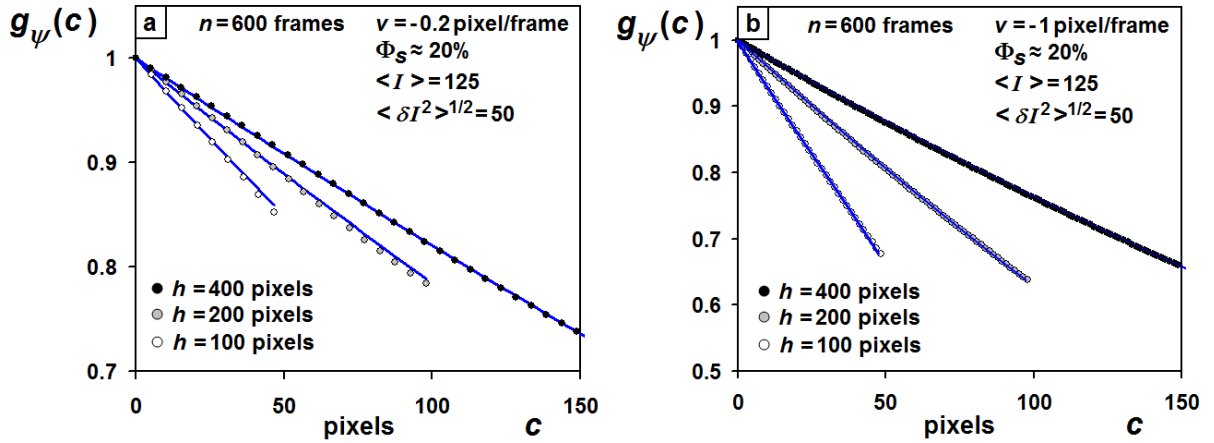 gψ(c)
a
n = 600 frames
v = -0.2 pixel/frame
Φs ≈ 20%
< I > = 125
< δI² >1/2 = 50
1
0.9
0.8
0.7
h = 400 pixels
h = 200 pixels
h = 100 pixels
0
50
100
150
pixels
c
gψ(c)
b
n = 600 frames
v = -1 pixel/frame
Φs ≈ 20%
< I > = 125
< δI² >1/2 = 50
1
0.9
0.8
0.7
0.6
0.5
h = 400 pixels
h = 200 pixels
h = 100 pixels
0
50
100
150
pixels
c